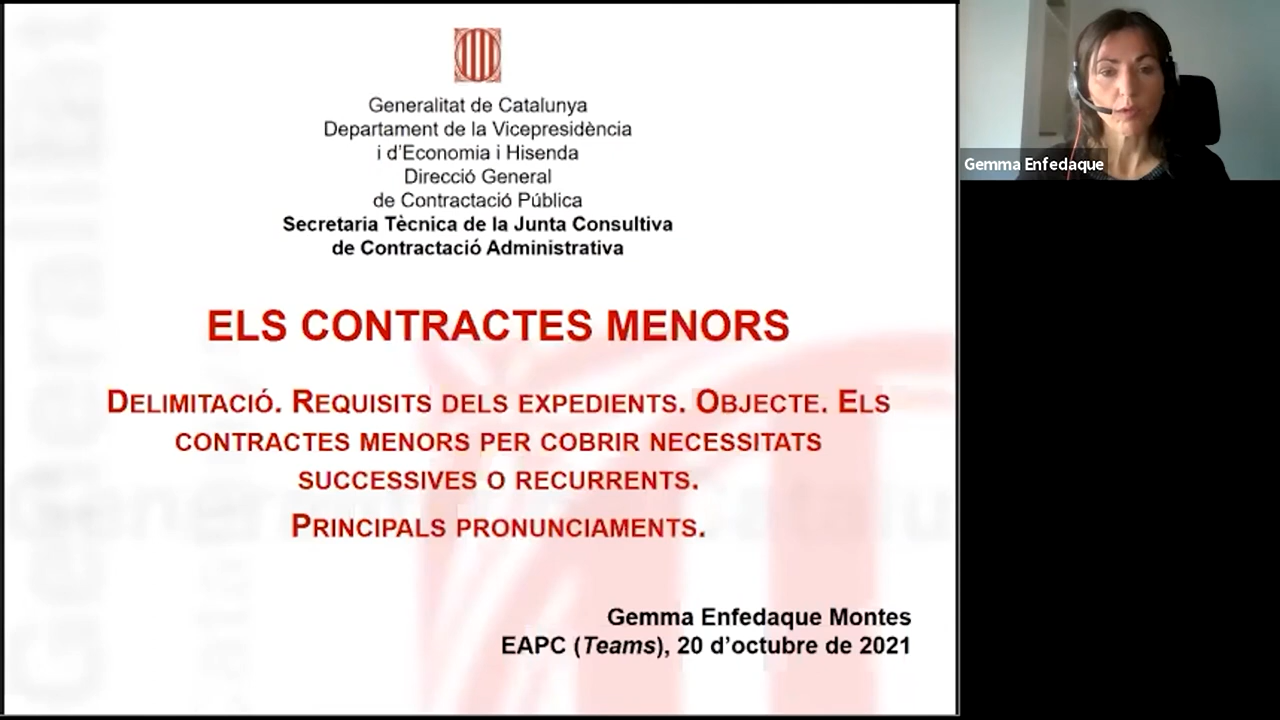 Generalitat de Catalunya
Departament de la Vicepresidència
i d'Economia i Hisenda
Direcció General
de Contractació Pública
Secretaria Tècnica de la Junta Consultiva
de Contractació Administrativa
ELS CONTRACTES MENORS
DELIMITACIÓ. REQUISITS DELS EXPEDIENTS. OBJECTE. ELS
CONTRACTES MENORS PER COBRIR NECESSITATS
SUCCESSIVES O RECURRENTS.
PRINCIPALS PRONUNCIAMENTS.
Gemma Enfedaque Montes
EAPC (Teams), 20 d'octubre de 2021
Gemma Enfedaque